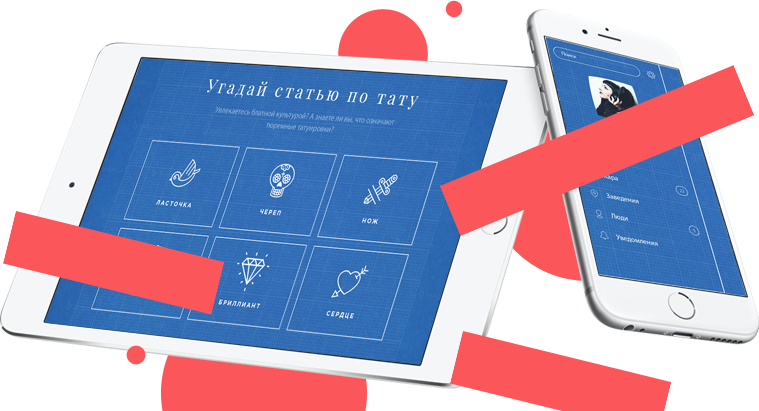 Угадай статью по тату
Увлекаетесь блатной культурой? А знаете ли вы, что означают
тюремные татуировки?
ЛАСТОЧКА
ЧЕРЕП
НОЖ
БРИЛЛИАНТ
СЕРДЦЕ
Поиск
Заведения
Люди
Уведомления